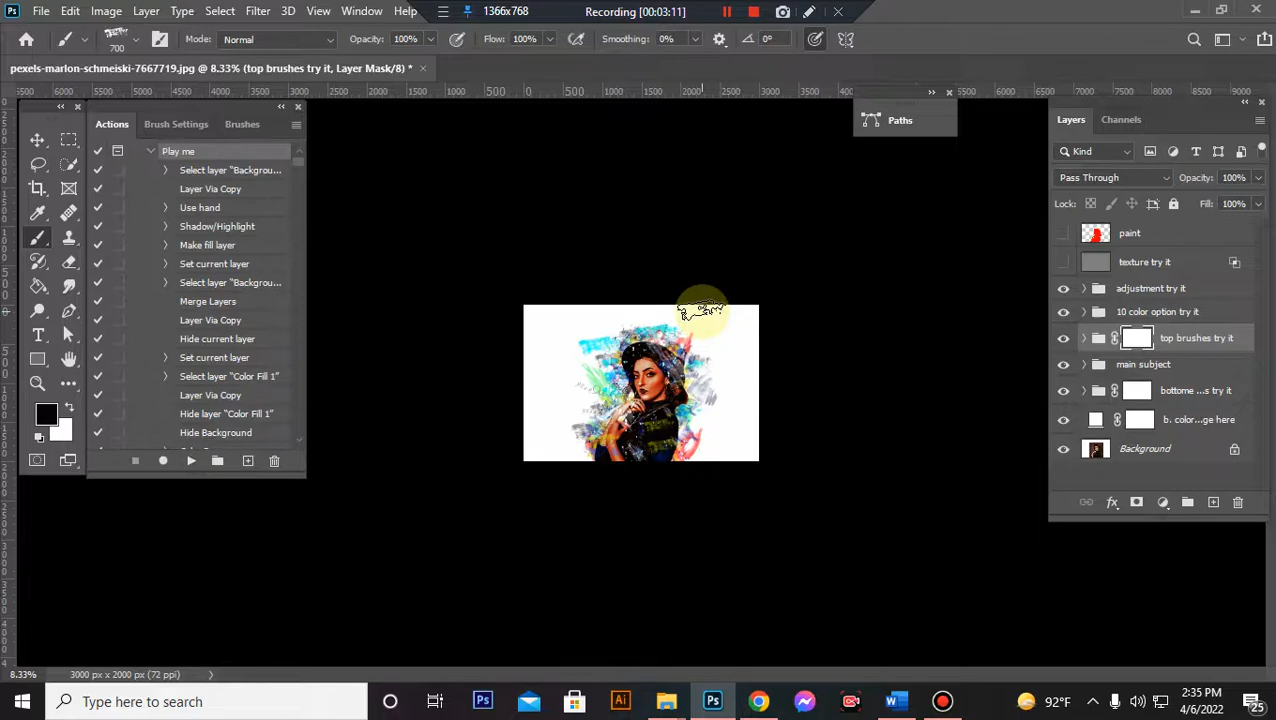 Ps File Edit Image Layer Type Select Filter 3D View Window Help 1366x768 Recording [00:03:11]
700 Mode: Normal Opacity: 100% Flow: 100% Smoothing: 0% 0°
pexels-marlon-schmeiski-7667719.jpg @ 8.33% (top brushes try it, Layer Mask/8) *
Actions Brush Settings Brushes
Play me
Select layer "Backgrou...
Layer Via Copy
Use hand
Shadow/Highlight
Make fill layer
Set current layer
Select layer "Backgrou...
Merge Layers
Layer Via Copy
Hide current layer
Set current layer
Select layer "Color Fill 1"
Layer Via Copy
Hide layer "Color Fill 1"
Hide Background
Paths
Layers Channels
Kind
Pass Through Opacity: 100%
Lock: Fill: 100%
paint
texture try it
adjustment try it
10 color option try it
top brushes try it
main subject
bottome ...s try it
b. color...ge here
Background
8.33% 3000 px x 2000 px (72 ppi)
Type here to search
92°F
2:35 PM
4/6/2022
25